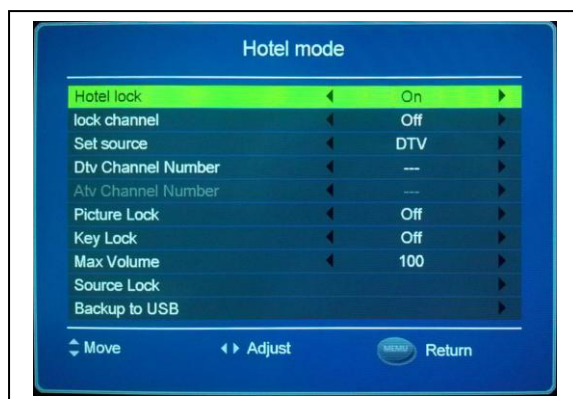 Hotel mode
Hotel lock On
lock channel Off
Set source DTV
Dtv Channel Number ---
Atv Channel Number ---
Picture Lock Off
Key Lock Off
Max Volume 100
Source Lock
Backup to USB
Move Adjust MENU Return